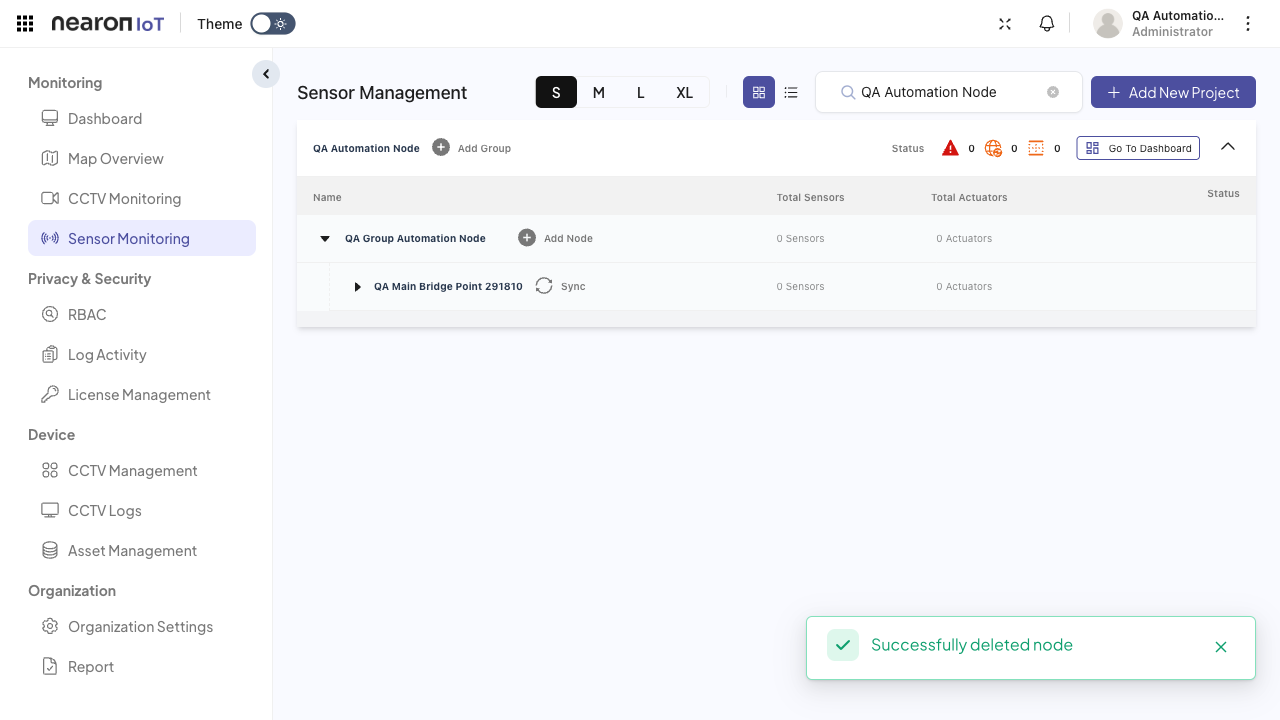 nearon IoT
Theme
QA Automatio...
Administrator
Monitoring
Dashboard
Map Overview
CCTV Monitoring
Sensor Monitoring
Privacy & Security
RBAC
Log Activity
License Management
Device
CCTV Management
CCTV Logs
Asset Management
Organization
Organization Settings
Report
Sensor Management
S M L XL
QA Automation Node
Add New Project
QA Automation Node Add Group Status 0 0 0 Go To Dashboard
Name Total Sensors Total Actuators Status
QA Group Automation Node Add Node 0 Sensors 0 Actuators
QA Main Bridge Point 291810 Sync 0 Sensors 0 Actuators
Successfully deleted node